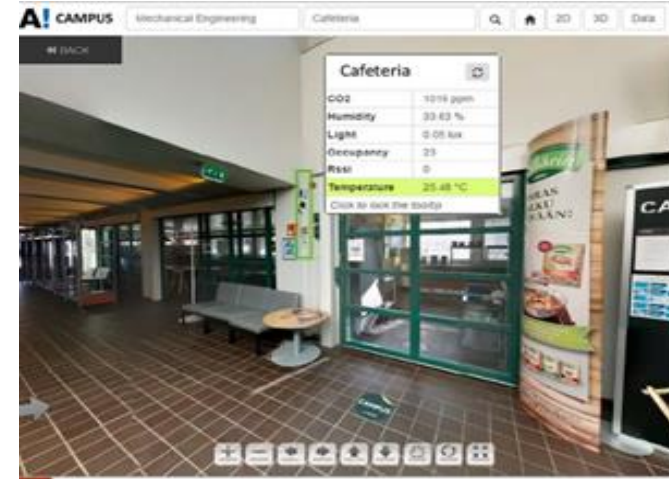 A! CAMPUS
Mechanical Engineering
Cafeteria
2D
3D
Data
BACK
Cafeteria
CO2 1016 ppm
Humidity 33.63 %
Light 0.05 lux
Occupancy 23
Rssi 0
Temperature 25.48 °C
Click to lock the tooltip
CAMPUS
CA